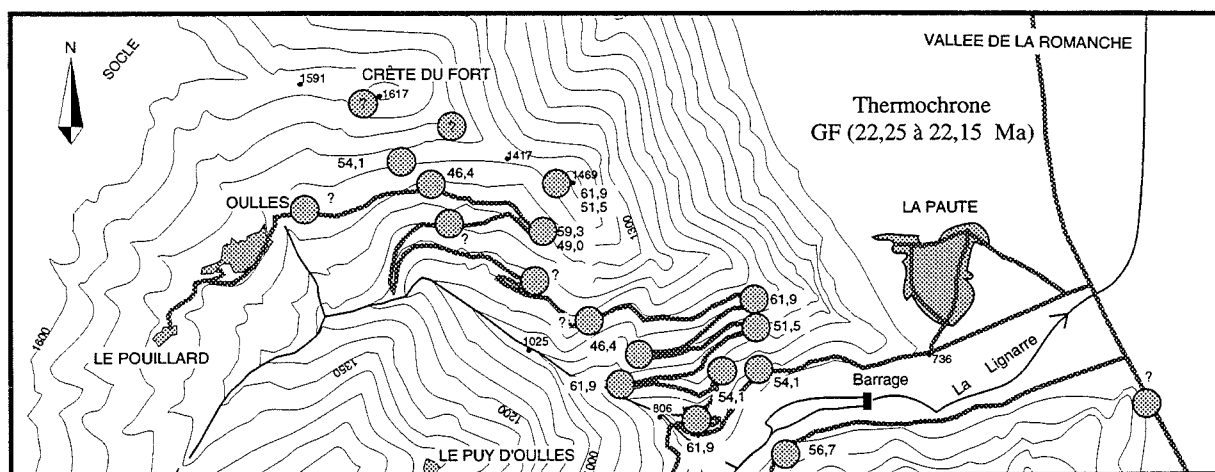 N
SOCLE
1591
CRÊTE DU FORT
1617
?
?
VALLEE DE LA ROMANCHE
Thermochrone
GF (22,25 à 22,15 Ma)
54,1
1417
46,4
1469
61,9
51,5
OULLES
?
59,3
49,0
?
1300
LA PAUTE
?
61,9
?
51,5
1600
LE POUILLARD
1025
46,4
736
La Lignarre
61,9
54,1
54,1
Barrage
1350
1200
806
61,9
?
56,7
LE PUY D'OULLES